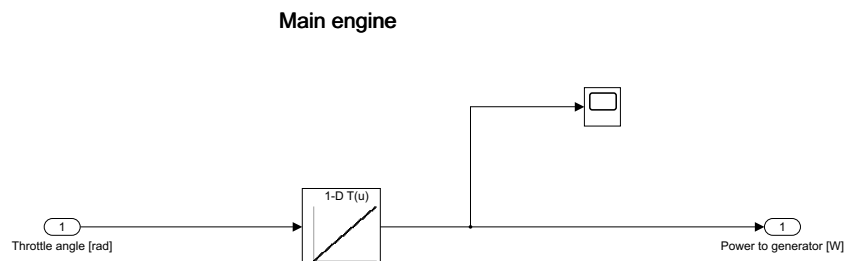 Main engine
1-D T(u)
1
Throttle angle [rad]
1
Power to generator [W]